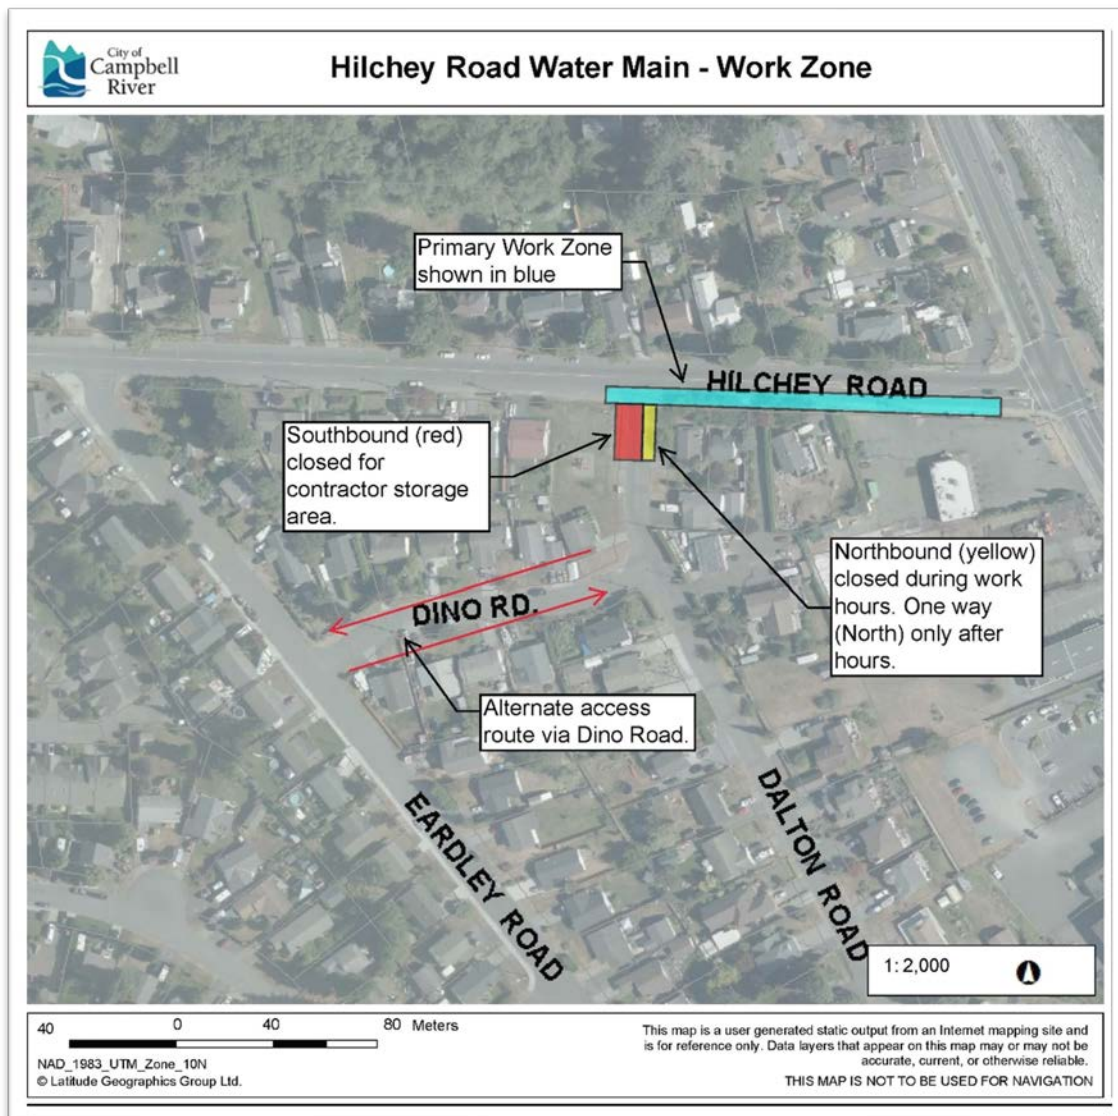 City of
Campbell
River
Hilchey Road Water Main - Work Zone
Primary Work Zone
shown in blue
HILCHEY ROAD
Southbound (red)
closed for
contractor storage
area.
Northbound (yellow)
closed during work
hours. One way
(North) only after
hours.
DINO RD.
Alternate access
route via Dino Road.
EARDLEY ROAD
DALTON ROAD
1: 2,000
40 0 40 80 Meters
NAD_1983_UTM_Zone_10N
© Latitude Geographics Group Ltd.
This map is a user generated static output from an Internet mapping site and
is for reference only. Data layers that appear on this map may or may not be
accurate, current, or otherwise reliable.
THIS MAP IS NOT TO BE USED FOR NAVIGATION